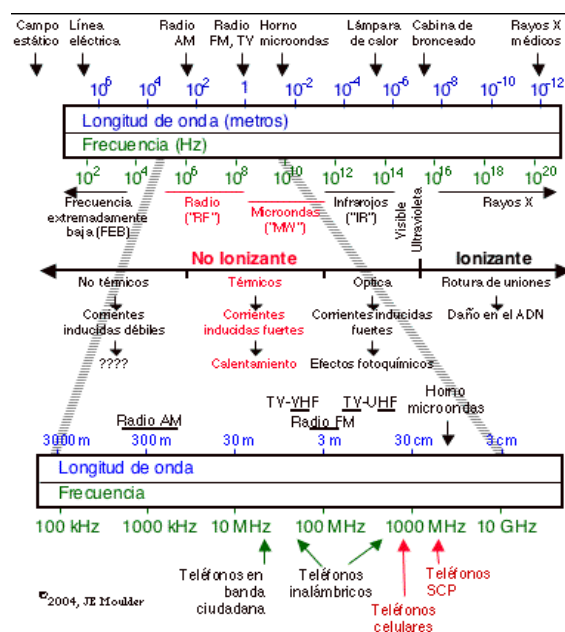 Campo estático
Línea eléctrica
Radio AM
Radio FM, TV
Horno microondas
Lámpara de calor
Cabina de bronceado
Rayos X médicos
10^6 10^4 10^2 1 10^-2 10^-4 10^-6 10^-8 10^-10 10^-12
Longitud de onda (metros)
Frecuencia (Hz)
10^2 10^4 10^6 10^8 10^10 10^12 10^14 10^16 10^18 10^20
Frecuencia extremadamente baja (FEB)
Radio ("RF")
Microondas ("MW")
Infrarojos ("IR")
Visible
Ultravioleta
Rayos X
No Ionizante
Ionizante
No térmicos
Térmicos
Optica
Rotura de uniones
Corrientes inducidas débiles
Corrientes inducidas fuertes
Corrientes inducidas fuertes
Daño en el ADN
????
Calentamiento
Efectos fotoquímicos
Radio AM
TV-VHF
Radio FM
TV-UHF
Horno microondas
3000 m 300 m 30 m 3 m 30 cm 3 cm
Longitud de onda
Frecuencia
100 kHz 1000 kHz 10 MHz 100 MHz 1000 MHz 10 GHz
Teléfonos en banda ciudadana
Teléfonos inalámbricos
Teléfonos celulares
Teléfonos SCP
©2004, JE Moulder